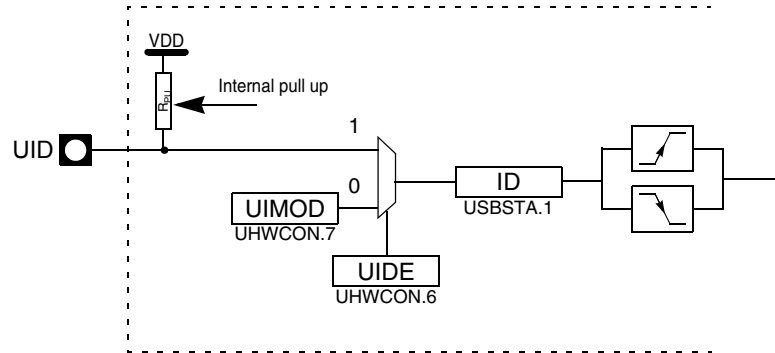 VDD
RPU
Internal pull up
UID
1
0
UIMOD
UHWCON.7
UIDE
UHWCON.6
ID
USBSTA.1